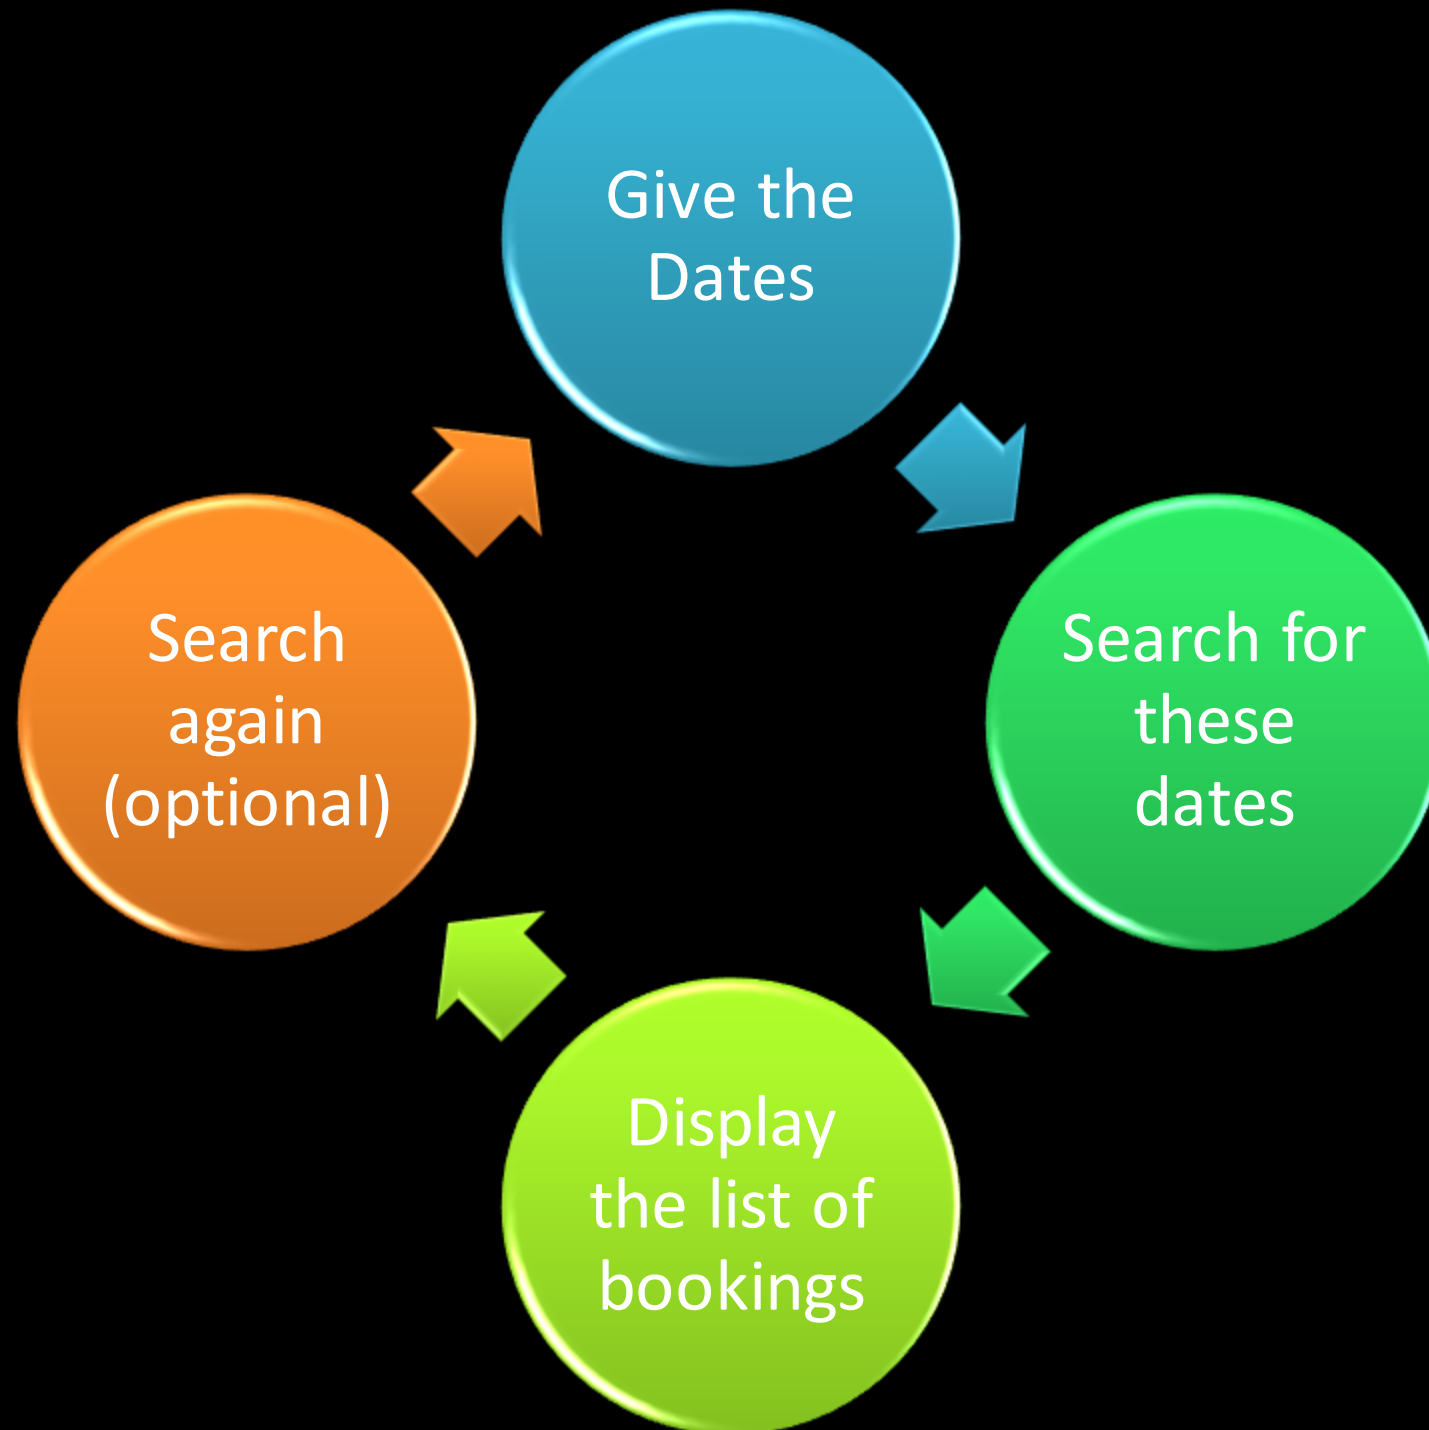 Give the
Dates
Search for
these
dates
Display
the list of
bookings
Search
again
(optional)